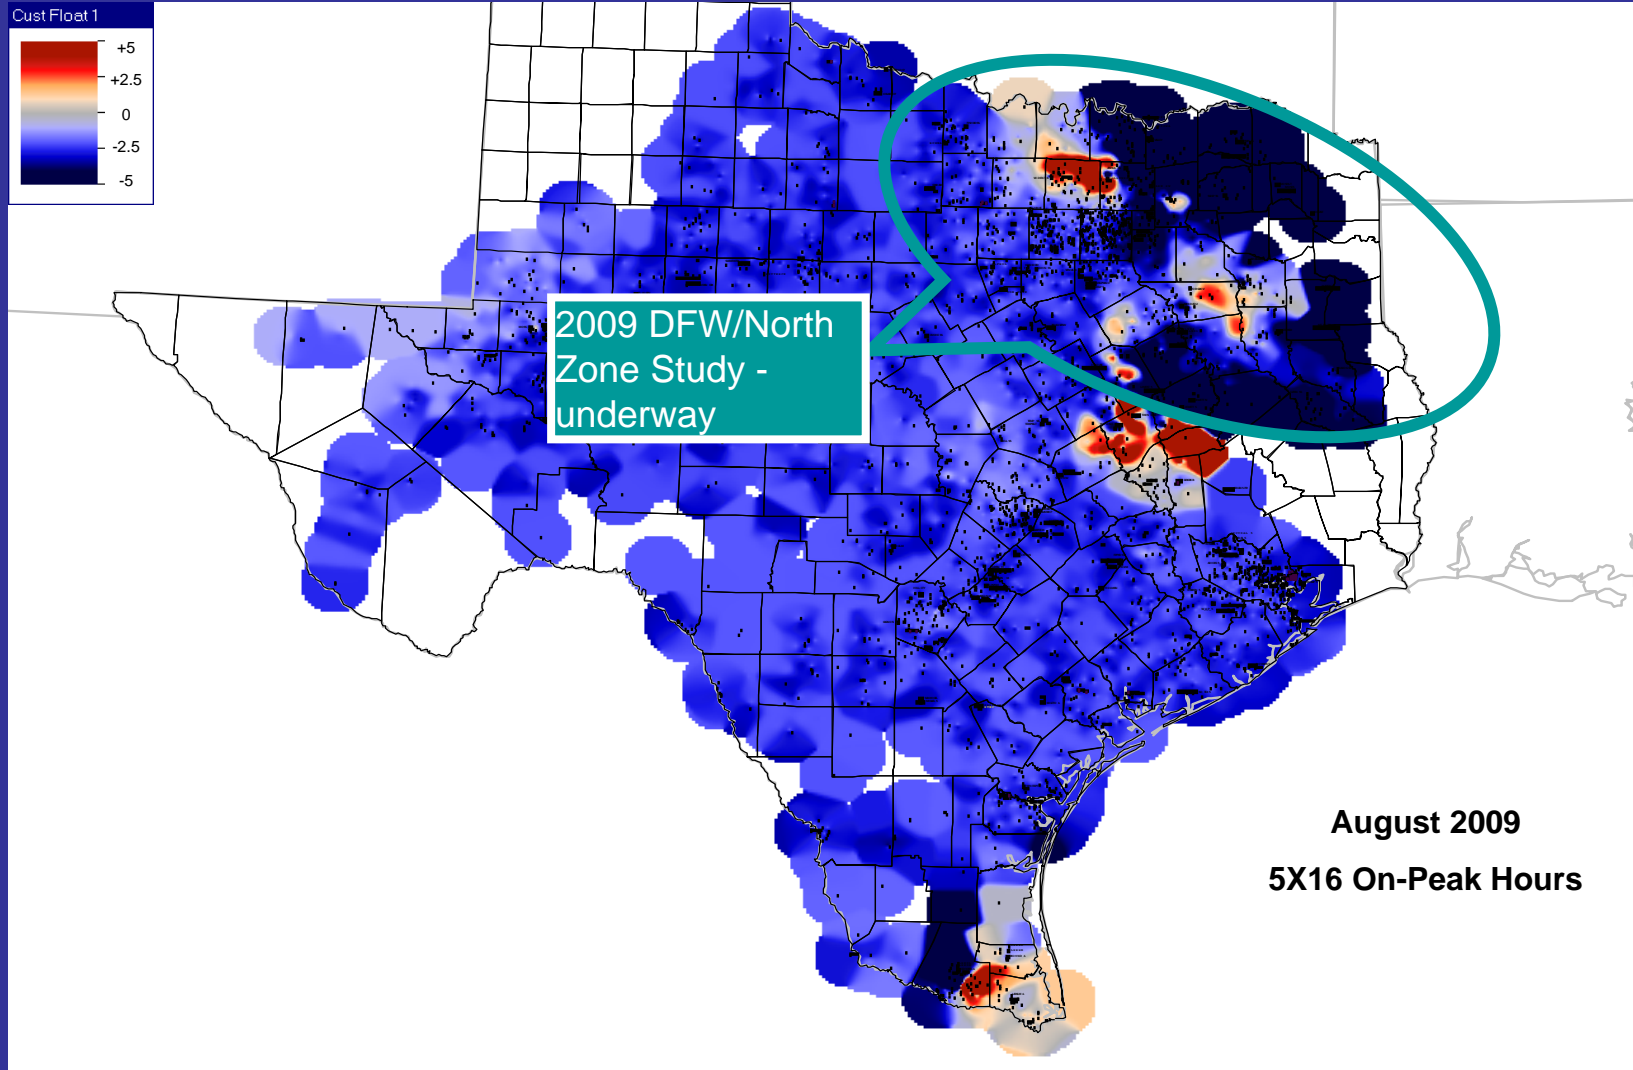 Cust Float 1
+5
+2.5
0
-2.5
-5
2009 DFW/North
Zone Study -
underway
August 2009
5X16 On-Peak Hours